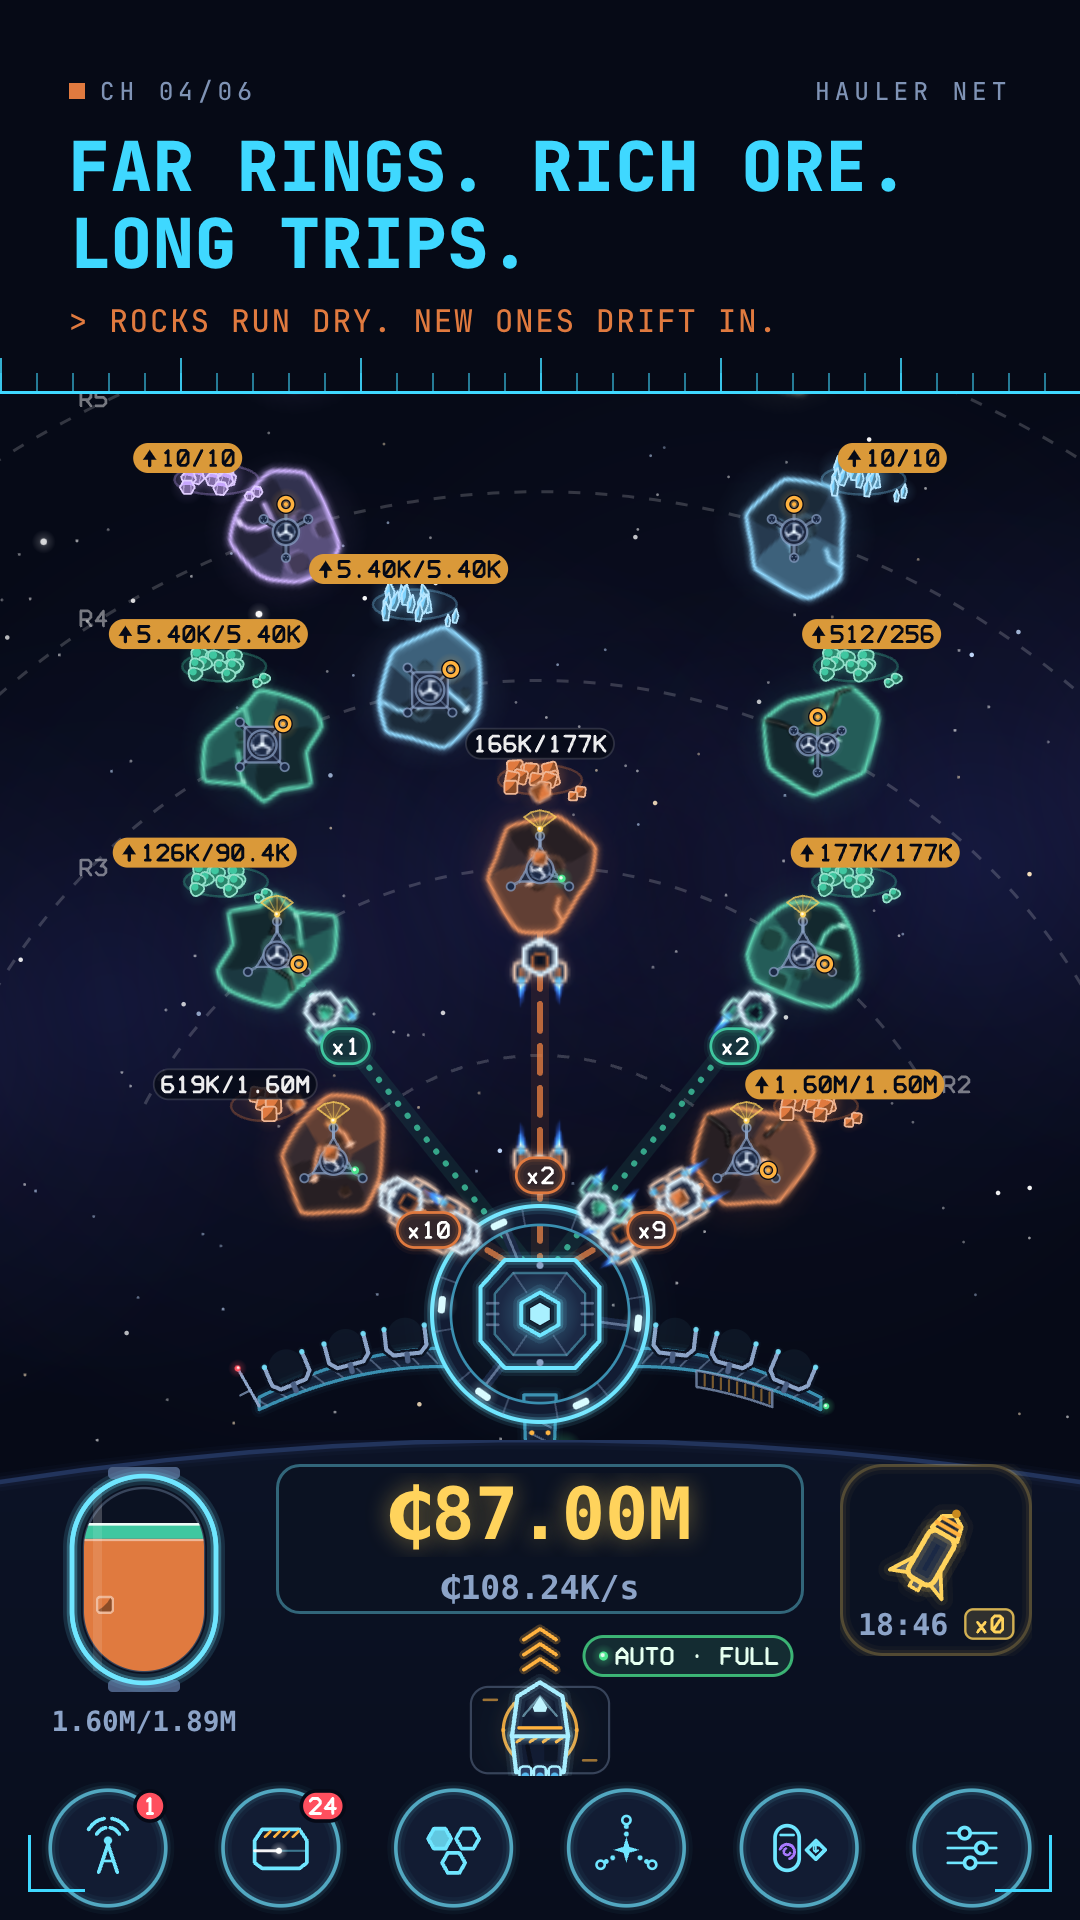 CH 04/06
HAULER NET
FAR RINGS. RICH ORE.
LONG TRIPS.
> ROCKS RUN DRY. NEW ONES DRIFT IN.
R5
10/10
10/10
5.40K/5.40K
R4
5.40K/5.40K
512/256
166K/177K
R3
126K/90.4K
177K/177K
x1
x2
619K/1.60M
1.60M/1.60M
R2
x2
x10
x9
₵87.00M
₵108.24K/s
18:46
x0
AUTO · FULL
1.60M/1.89M
1
24